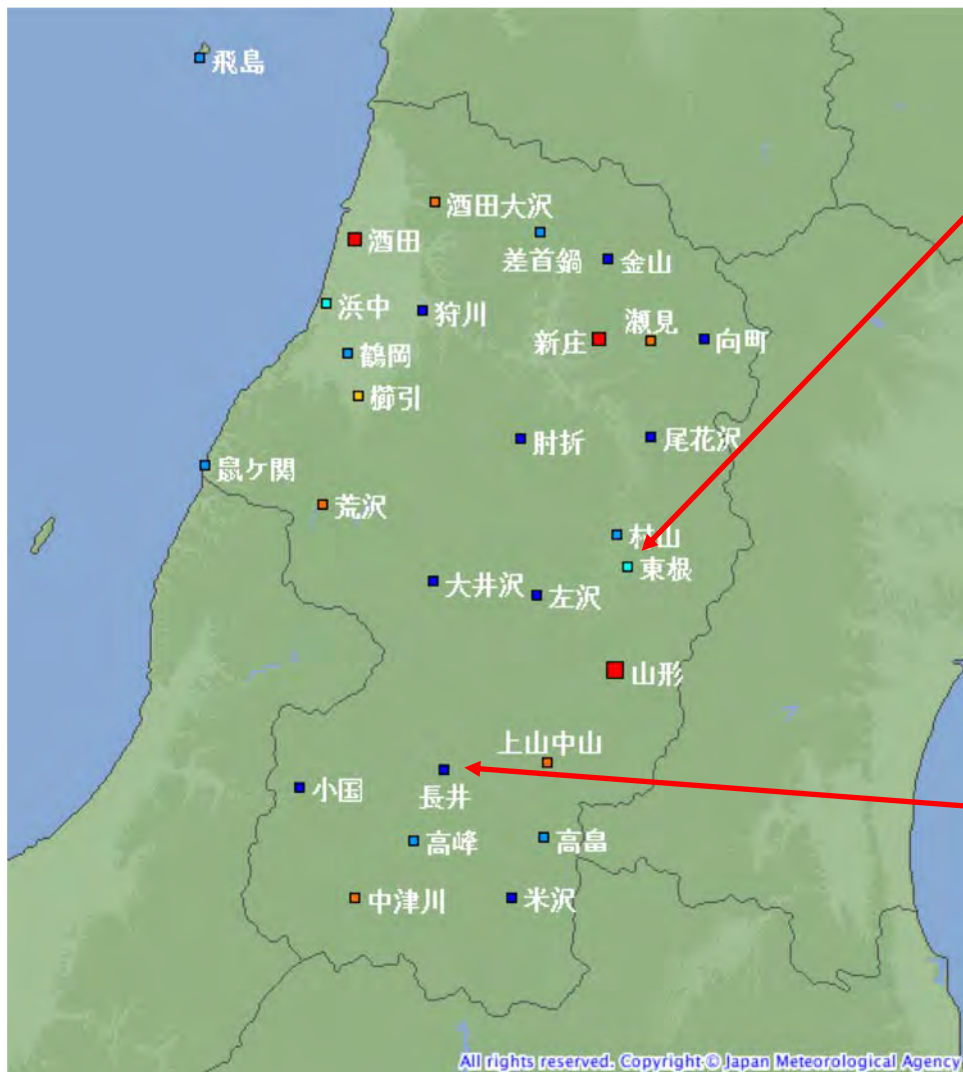 飛島
酒田大沢
酒田
差首鍋
金山
浜中
狩川
瀬見
新庄
向町
鶴岡
櫛引
肘折
尾花沢
鼠ケ関
荒沢
村山
東根
大井沢
左沢
山形
上山中山
小国
長井
高峰
高畠
中津川
米沢
All rights reserved. Copyright © Japan Meteorological Agency